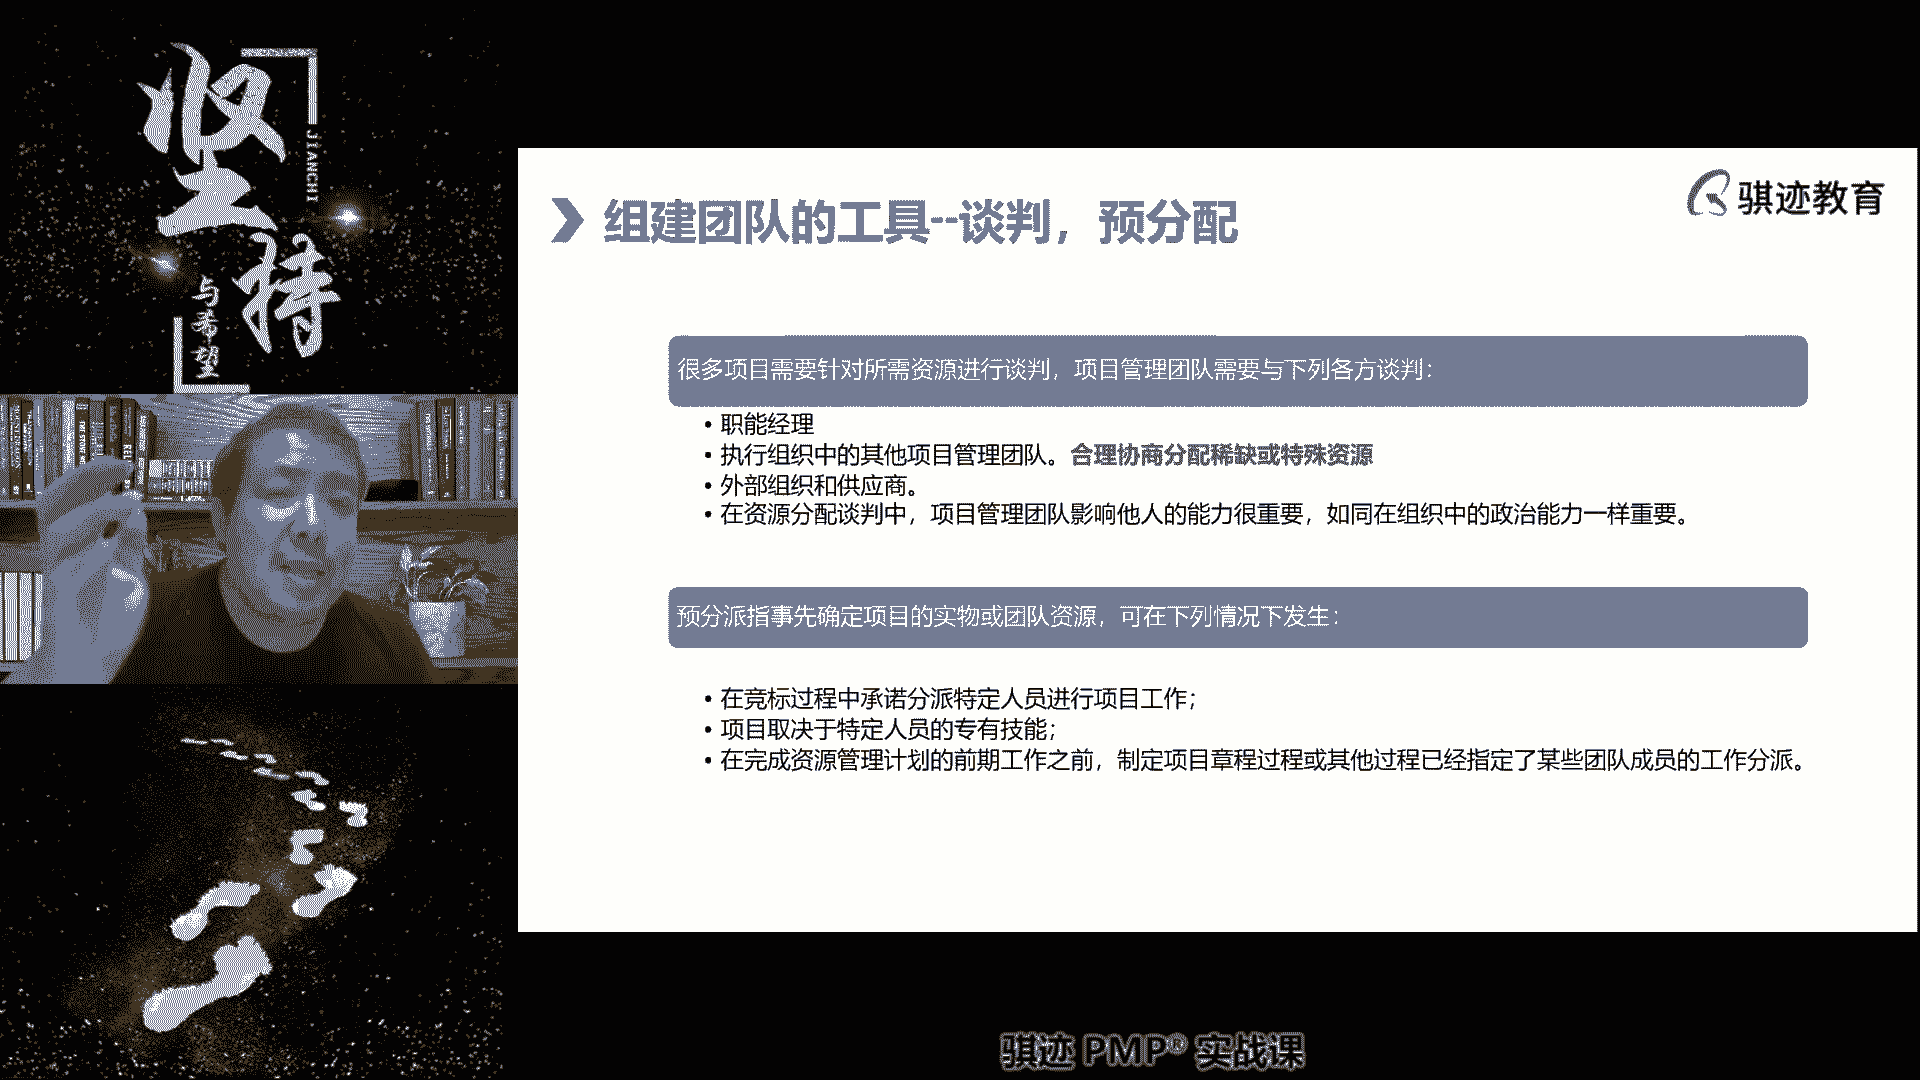 坚持
JIANCHI
与希望
骐迹教育
组建团队的工具--谈判，预分配
很多项目需要针对所需资源进行谈判，项目管理团队需要与下列各方谈判：
• 职能经理
• 执行组织中的其他项目管理团队。合理协商分配稀缺或特殊资源
• 外部组织和供应商。
• 在资源分配谈判中，项目管理团队影响他人的能力很重要，如同在组织中的政治能力一样重要。
预分派指事先确定项目的实物或团队资源，可在下列情况下发生：
• 在竞标过程中承诺分派特定人员进行项目工作；
• 项目取决于特定人员的专有技能；
• 在完成资源管理计划的前期工作之前，制定项目章程过程或其他过程已经指定了某些团队成员的工作分派。
骐迹 PMP® 实战课